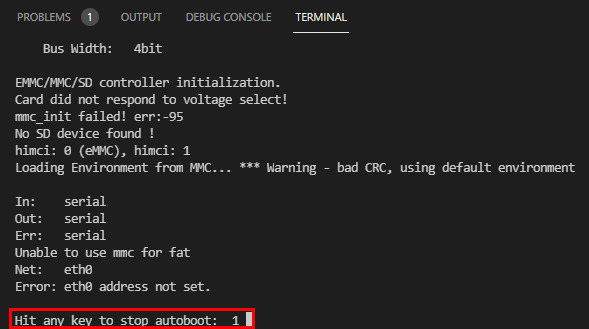 PROBLEMS 1 OUTPUT DEBUG CONSOLE TERMINAL
Bus Width: 4bit
EMMC/MMC/SD controller initialization.
Card did not respond to voltage select!
mmc_init failed! err:-95
No SD device found !
himci: 0 (eMMC), himci: 1
Loading Environment from MMC... *** Warning - bad CRC, using default environment
In: serial
Out: serial
Err: serial
Unable to use mmc for fat
Net: eth0
Error: eth0 address not set.
Hit any key to stop autoboot: 1